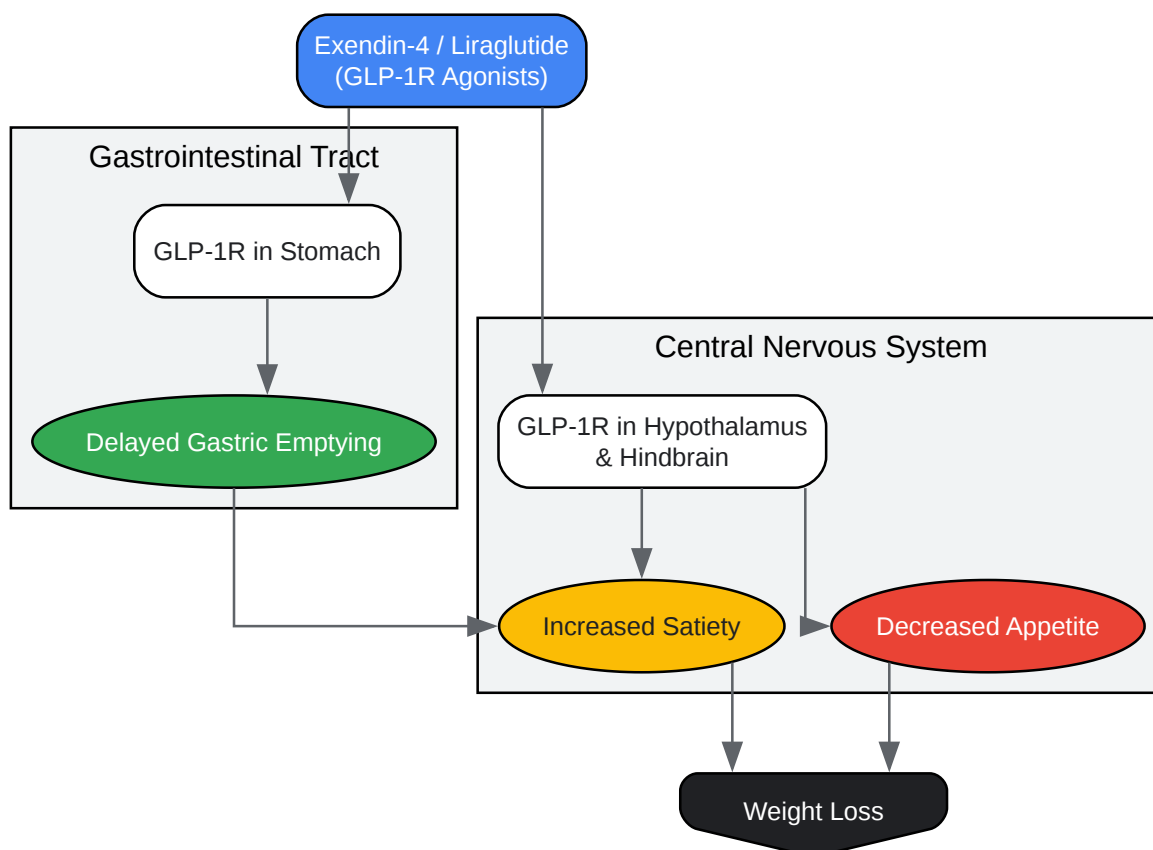 Exendin-4 / Liraglutide
(GLP-1R Agonists)
Gastrointestinal Tract
GLP-1R in Stomach
Delayed Gastric Emptying
Central Nervous System
GLP-1R in Hypothalamus
& Hindbrain
Increased Satiety
Decreased Appetite
Weight Loss